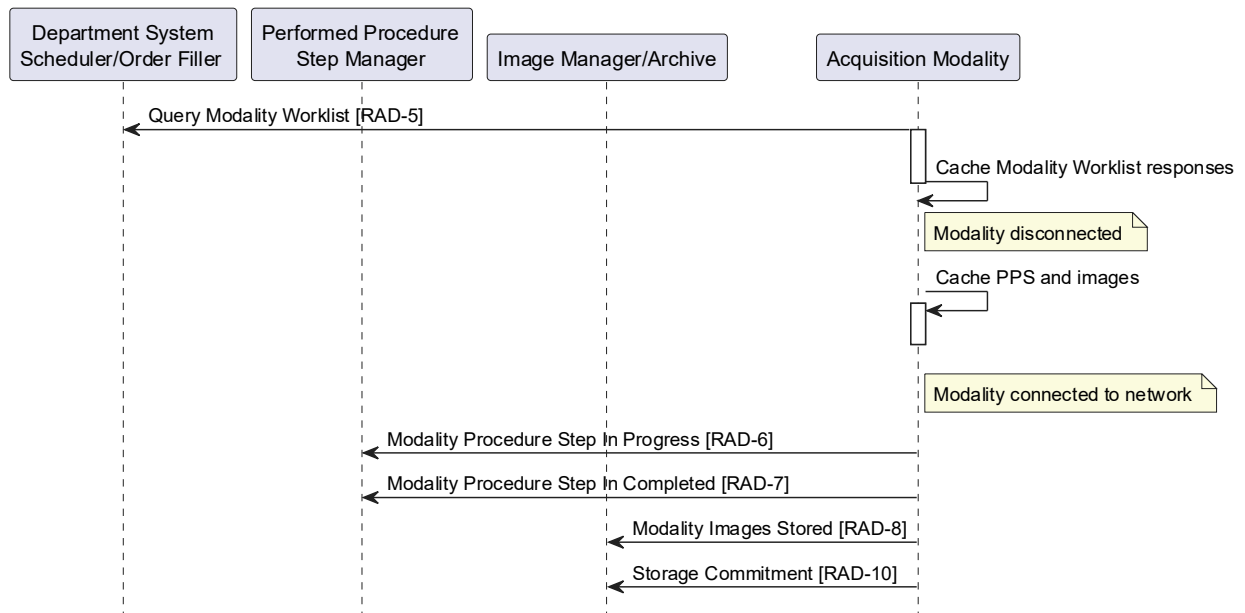 Department System
Scheduler/Order Filler
Performed Procedure
Step Manager
Image Manager/Archive
Acquisition Modality
Query Modality Worklist [RAD-5]
Cache Modality Worklist responses
Modality disconnected
Cache PPS and images
Modality connected to network
Modality Procedure Step In Progress [RAD-6]
Modality Procedure Step In Completed [RAD-7]
Modality Images Stored [RAD-8]
Storage Commitment [RAD-10]